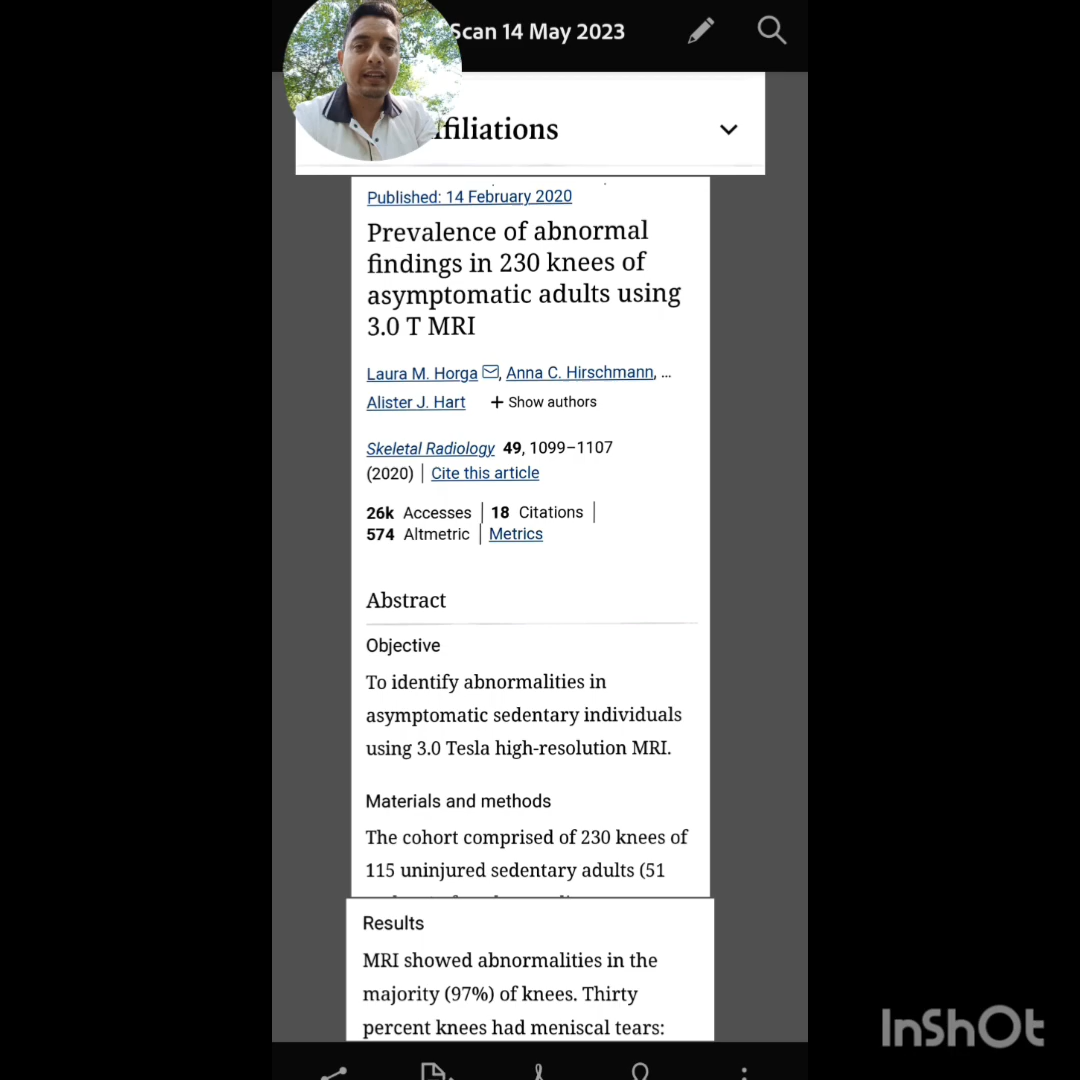 Scan 14 May 2023
filiations
Published: 14 February 2020
Prevalence of abnormal
findings in 230 knees of
asymptomatic adults using
3.0 T MRI
Laura M. Horga, Anna C. Hirschmann, ...
Alister J. Hart + Show authors
Skeletal Radiology 49, 1099–1107
(2020) | Cite this article
26k Accesses | 18 Citations |
574 Altmetric | Metrics
Abstract
Objective
To identify abnormalities in
asymptomatic sedentary individuals
using 3.0 Tesla high-resolution MRI.
Materials and methods
The cohort comprised of 230 knees of
115 uninjured sedentary adults (51
Results
MRI showed abnormalities in the
majority (97%) of knees. Thirty
percent knees had meniscal tears:
InShOt